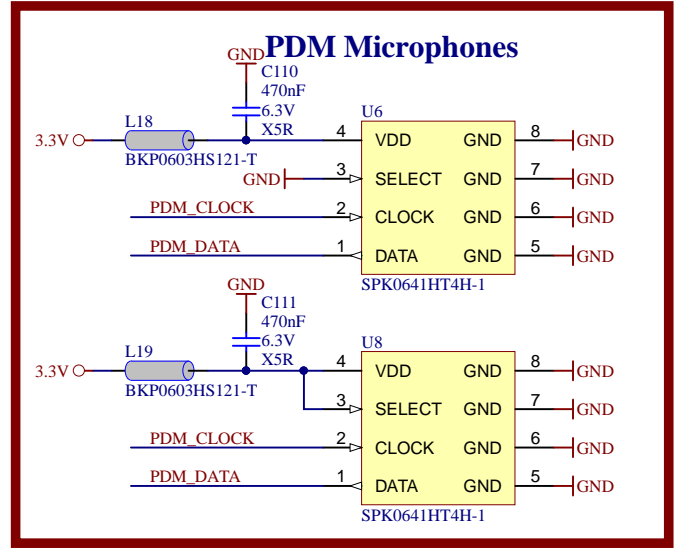 PDM Microphones
GND
C110
470nF
6.3V
X5R
L18
3.3V
BKP0603HS121-T
U6
4 VDD GND 8 GND
GND 3 SELECT GND 7 GND
PDM_CLOCK 2 CLOCK GND 6 GND
PDM_DATA 1 DATA GND 5 GND
SPK0641HT4H-1
GND
C111
470nF
6.3V
X5R
L19
3.3V
BKP0603HS121-T
U8
4 VDD GND 8 GND
3 SELECT GND 7 GND
PDM_CLOCK 2 CLOCK GND 6 GND
PDM_DATA 1 DATA GND 5 GND
SPK0641HT4H-1